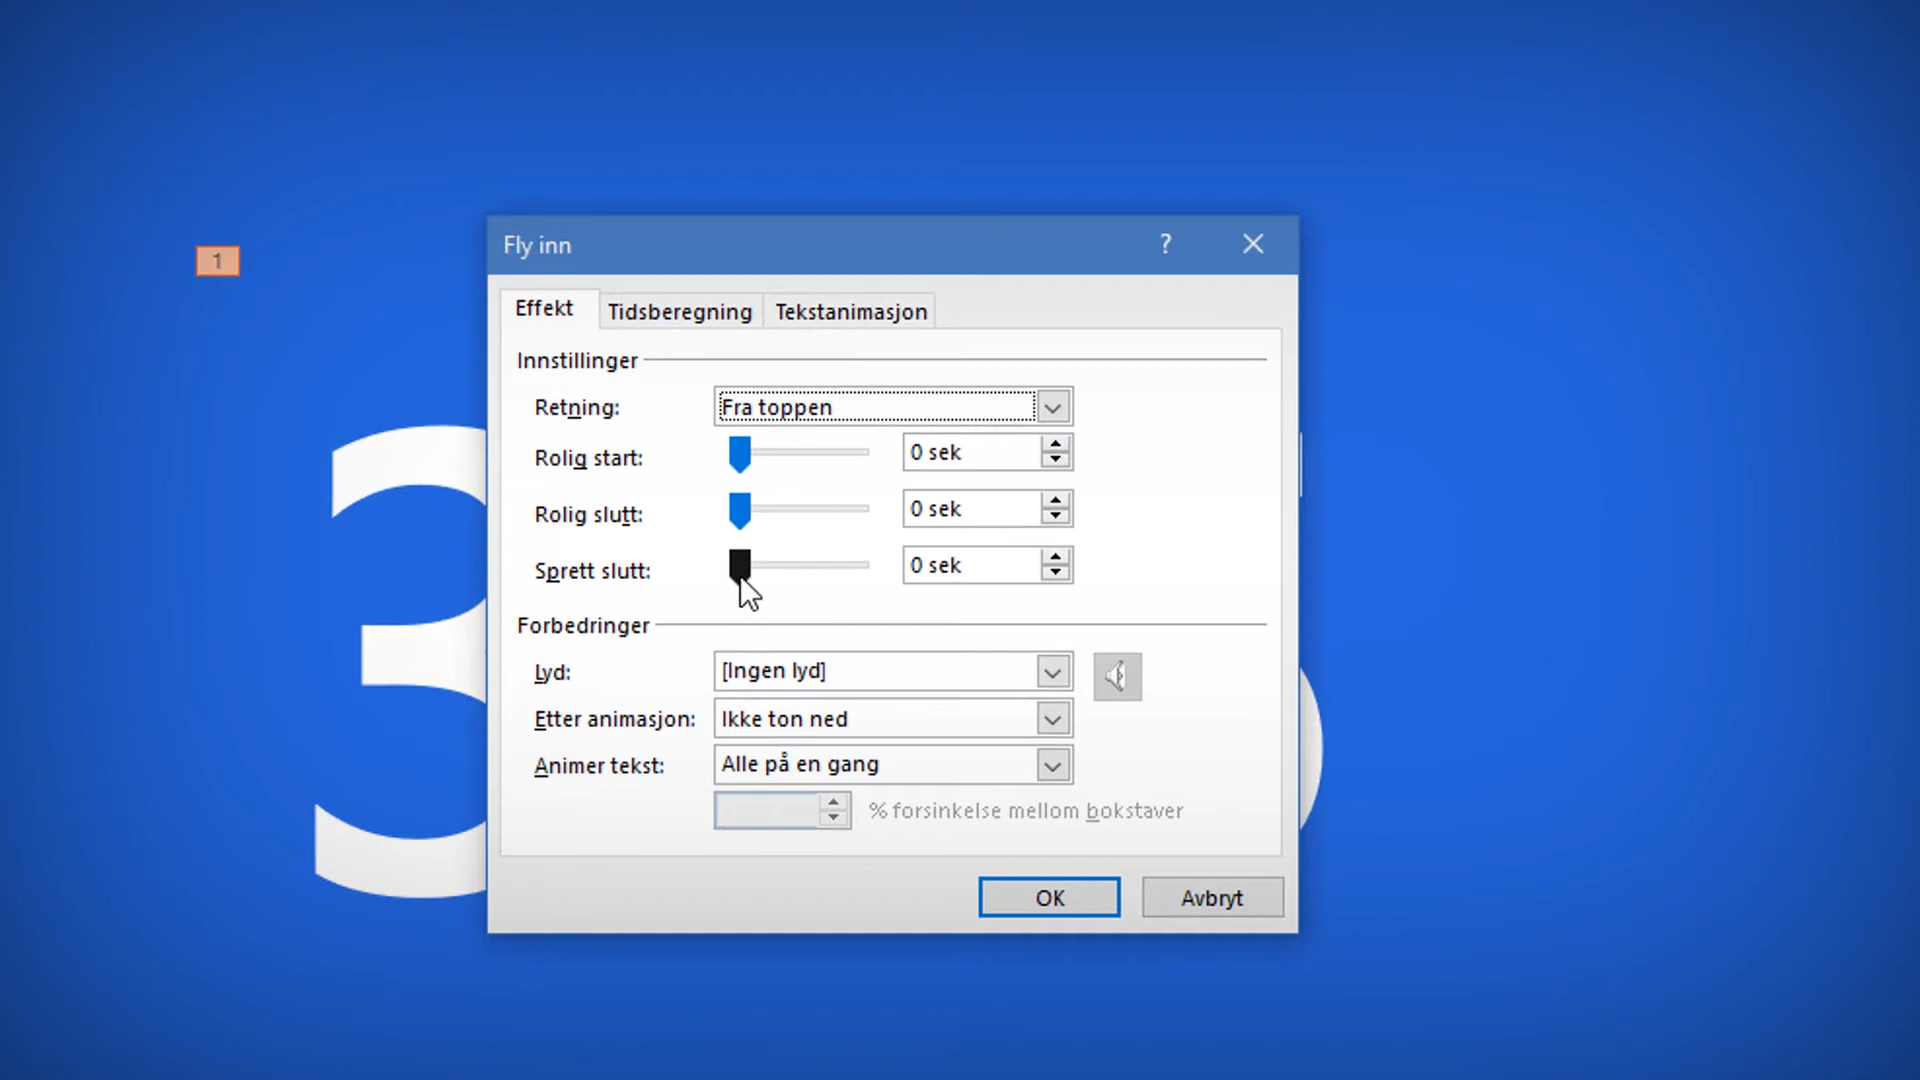 Fly inn
?
1
Effekt
Tidsberegning
Tekstanimasjon
Innstillinger
Retning:
Fra toppen
Rolig start:
0 sek
Rolig slutt:
0 sek
Sprett slutt:
0 sek
Forbedringer
Lyd:
[Ingen lyd]
Etter animasjon:
Ikke ton ned
Animer tekst:
Alle på en gang
% forsinkelse mellom bokstaver
3
OK
Avbryt